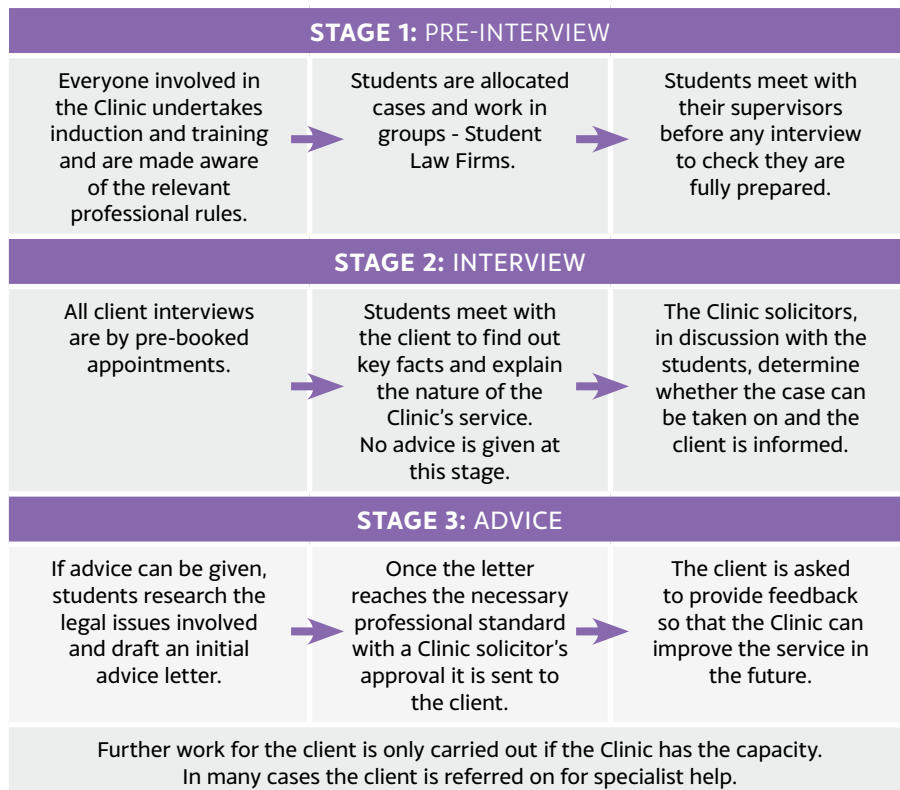 STAGE 1: PRE-INTERVIEW
Everyone involved in
the Clinic undertakes
induction and training
and are made aware
of the relevant
professional rules.
Students are allocated
cases and work in
groups - Student
Law Firms.
Students meet with
their supervisors
before any interview
to check they are
fully prepared.
STAGE 2: INTERVIEW
All client interviews
are by pre-booked
appointments.
Students meet with
the client to find out
key facts and explain
the nature of the
Clinic's service.
No advice is given at
this stage.
The Clinic solicitors,
in discussion with the
students, determine
whether the case can
be taken on and the
client is informed.
STAGE 3: ADVICE
If advice can be given,
students research the
legal issues involved
and draft an initial
advice letter.
Once the letter
reaches the necessary
professional standard
with a Clinic solicitor's
approval it is sent to
the client.
The client is asked
to provide feedback
so that the Clinic can
improve the service in
the future.
Further work for the client is only carried out if the Clinic has the capacity.
In many cases the client is referred on for specialist help.